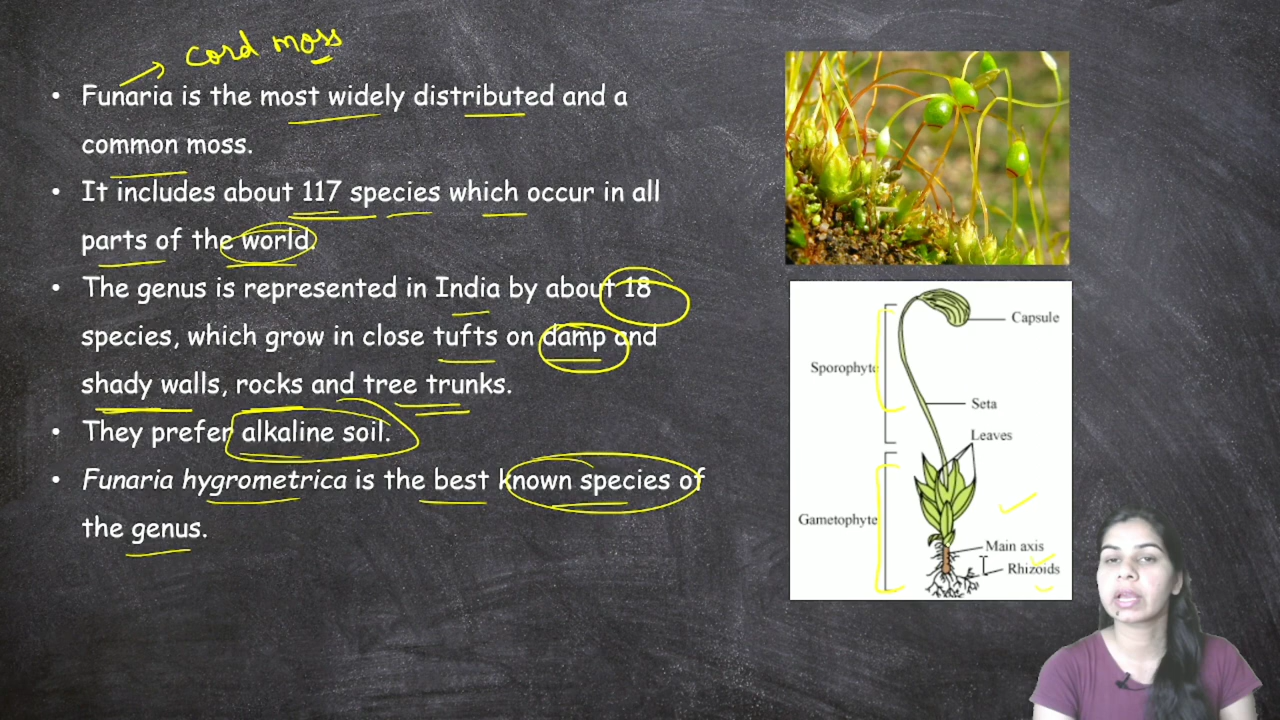 cord moss
• Funaria is the most widely distributed and a
common moss.
• It includes about 117 species which occur in all
parts of the world.
• The genus is represented in India by about 18
species, which grow in close tufts on damp and
shady walls, rocks and tree trunks.
• They prefer alkaline soil.
• Funaria hygrometrica is the best known species of
the genus.
Capsule
Sporophyte
Seta
Leaves
Gametophyte
Main axis
Rhizoids